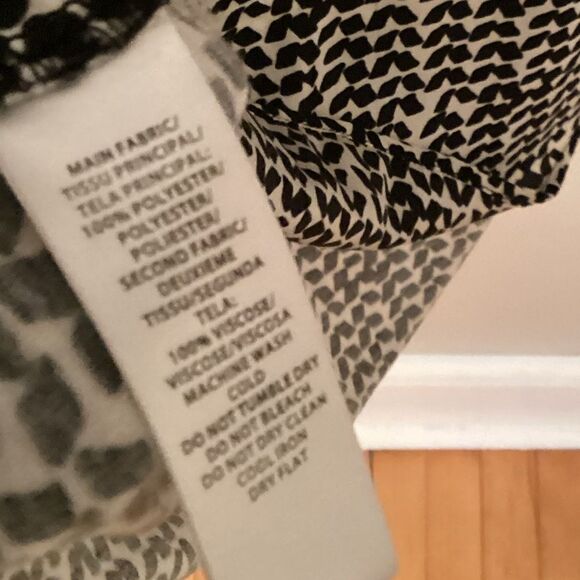 MAIN FABRIC/
TISSU PRINCIPAL/
TELA PRINCIPAL:
100% POLYESTER/
POLYESTER/
POLIESTER/
SECOND FABRIC/
DEUXIEME
TISSU/SEGUNDA
TELA:
100% VISCOSE/
VISCOSE/VISCOSA
MACHINE WASH
COLD
DO NOT TUMBLE DRY
DO NOT BLEACH
DO NOT DRY CLEAN
COOL IRON
DRY FLAT